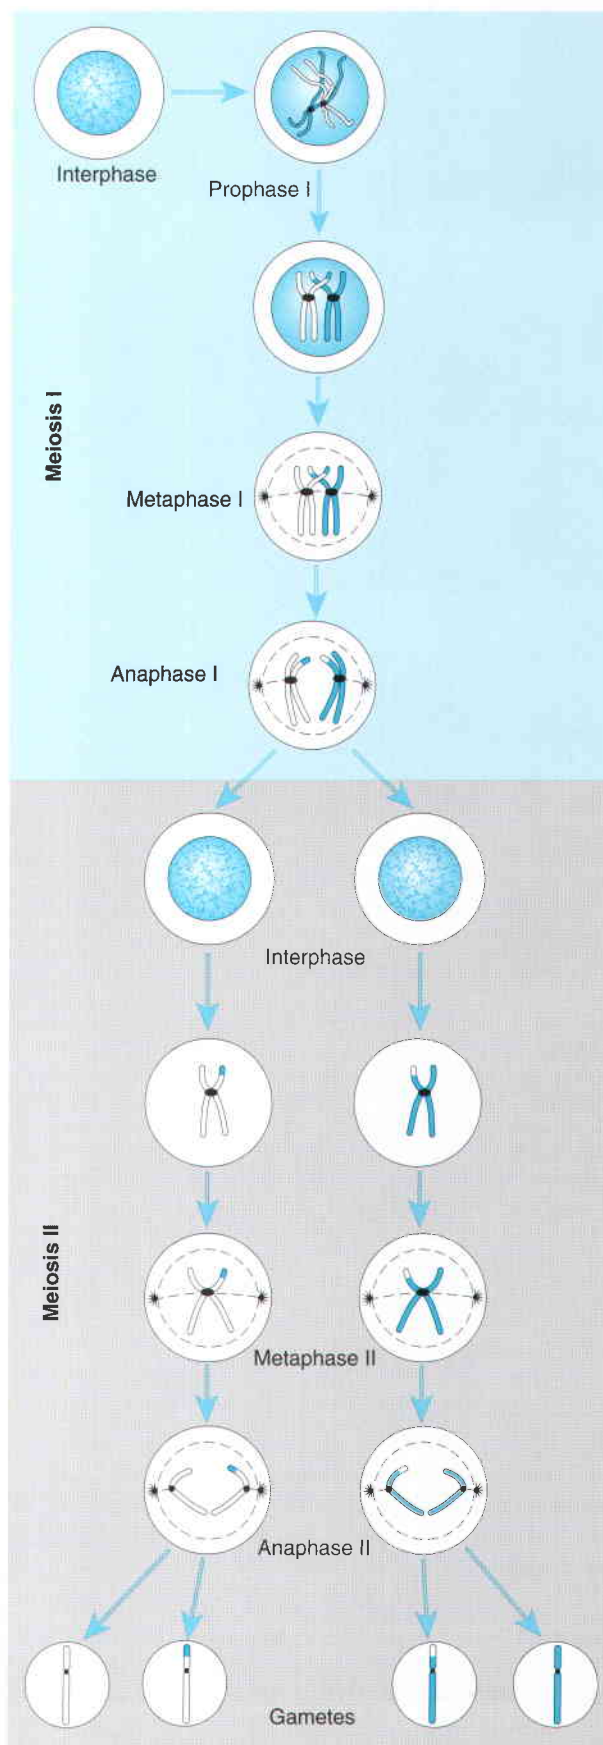 Interphase
Prophase I
Meiosis I
Metaphase I
Anaphase I
Interphase
Meiosis II
Metaphase II
Anaphase II
Gametes